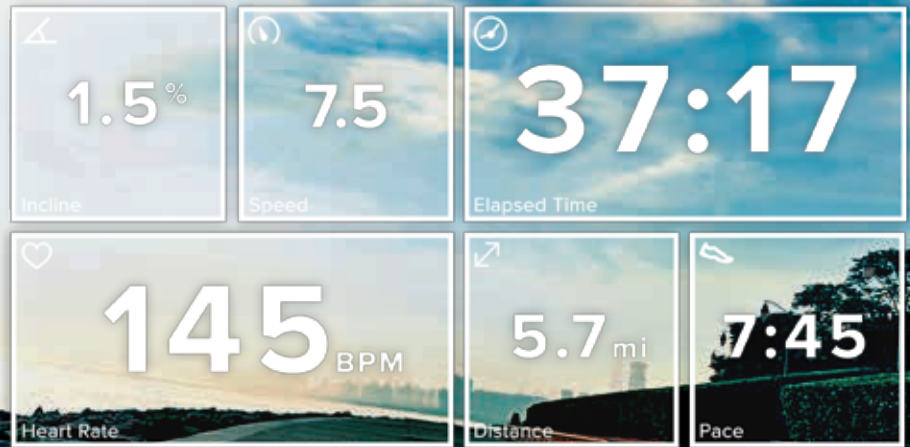 1.5%
Incline
7.5
Speed
37:17
Elapsed Time
145 BPM
Heart Rate
5.7 mi
Distance
7:45
Pace